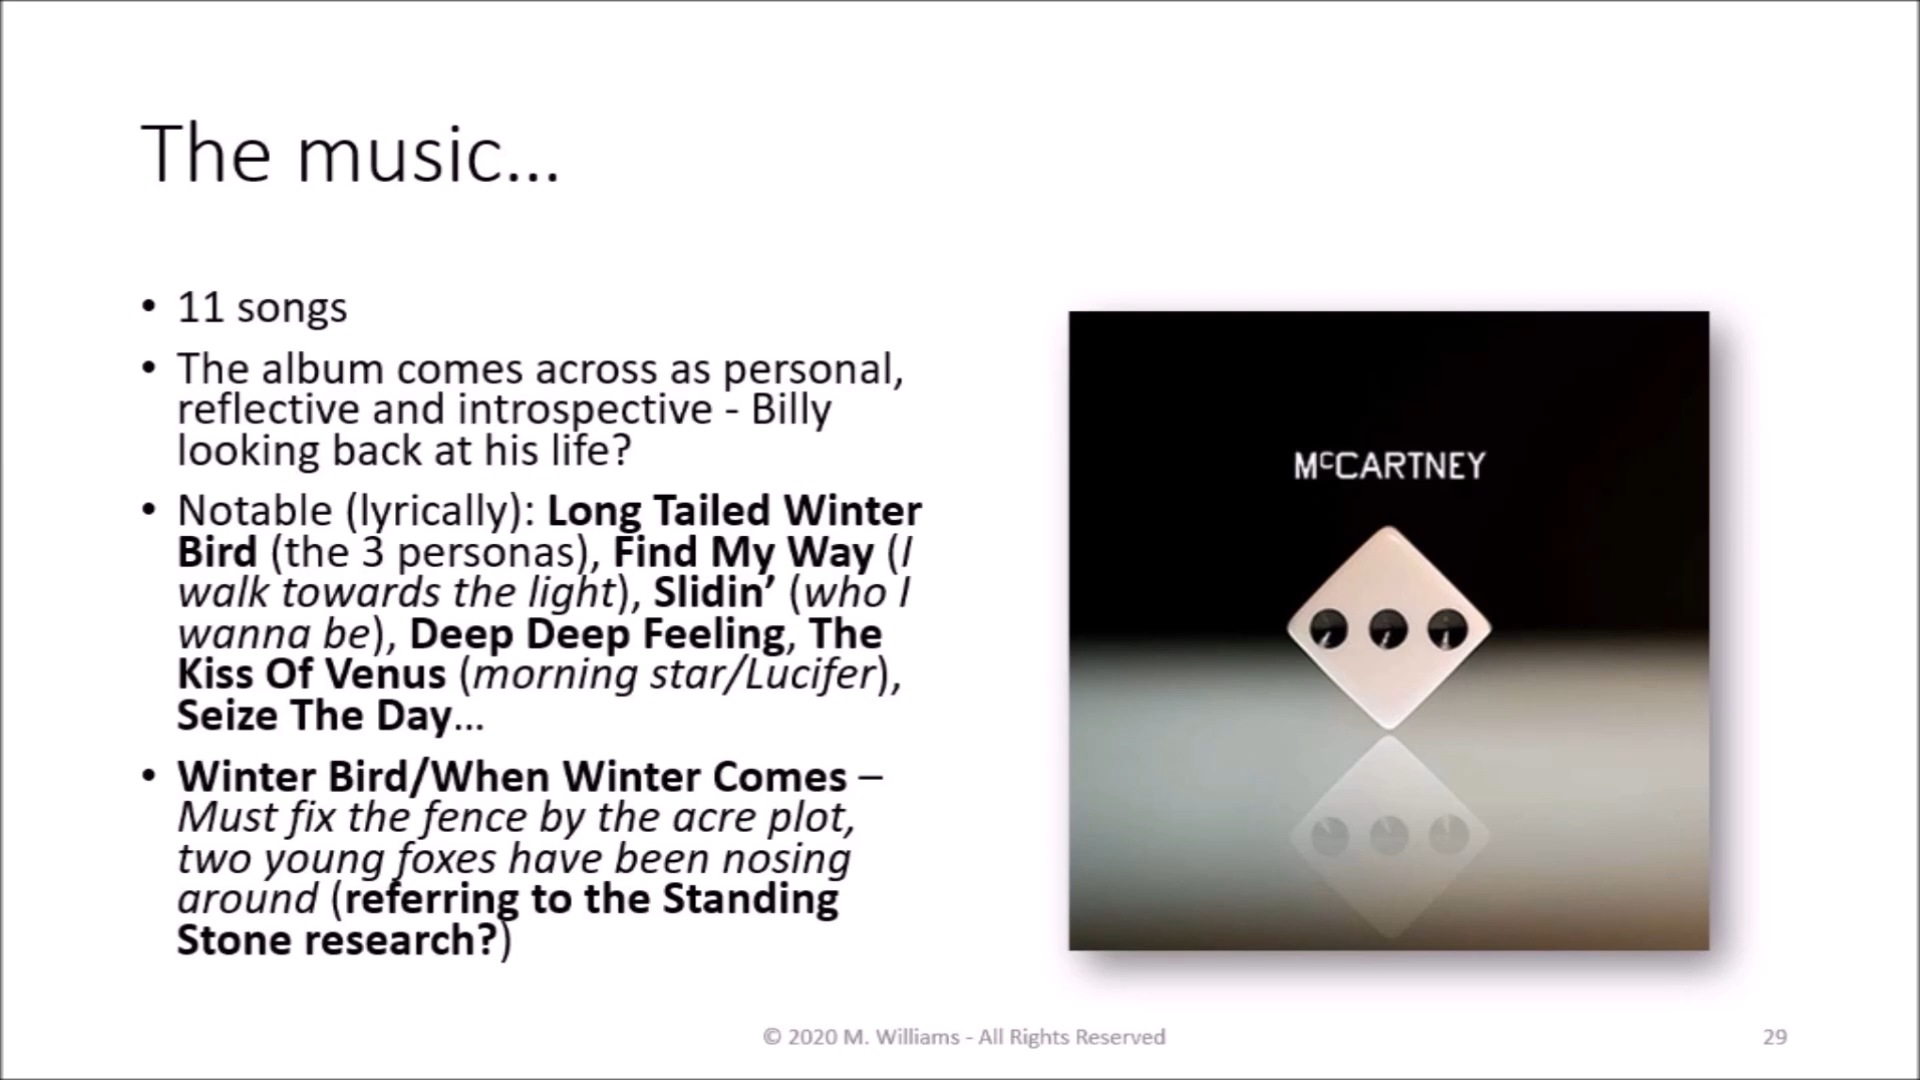 The music...
• 11 songs
• The album comes across as personal,
reflective and introspective - Billy
looking back at his life?
• Notable (lyrically): Long Tailed Winter
Bird (the 3 personas), Find My Way (I
walk towards the light), Slidin’ (who I
wanna be), Deep Deep Feeling, The
Kiss Of Venus (morning star/Lucifer),
Seize The Day...
• Winter Bird/When Winter Comes –
Must fix the fence by the acre plot,
two young foxes have been nosing
around (referring to the Standing
Stone research?)
McCARTNEY
© 2020 M. Williams - All Rights Reserved
29